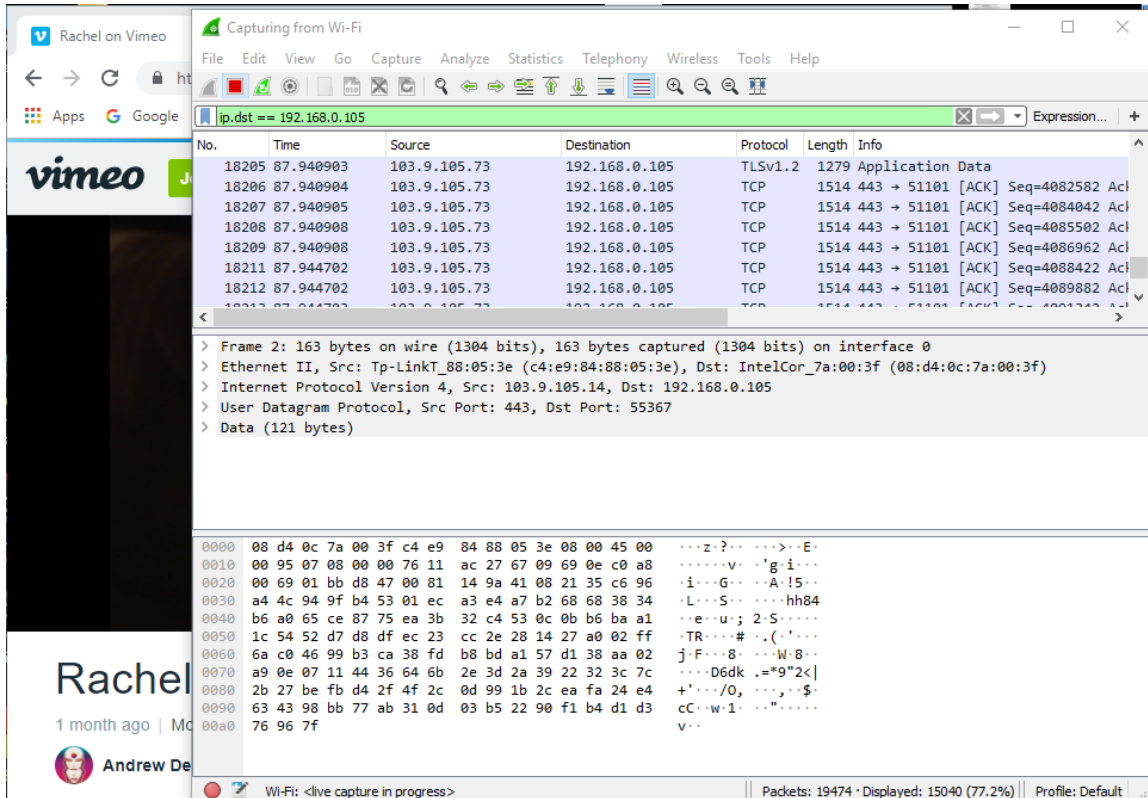 Rachel on Vimeo
Capturing from Wi-Fi
File Edit View Go Capture Analyze Statistics Telephony Wireless Tools Help
Apps Google
ip.dst == 192.168.0.105 Expression... +
No. Time Source Destination Protocol Length Info
vimeo
18205 87.940903 103.9.105.73 192.168.0.105 TLSv1.2 1279 Application Data
18206 87.940904 103.9.105.73 192.168.0.105 TCP 1514 443 → 51101 [ACK] Seq=4082582 Ack
18207 87.940905 103.9.105.73 192.168.0.105 TCP 1514 443 → 51101 [ACK] Seq=4084042 Ack
18208 87.940908 103.9.105.73 192.168.0.105 TCP 1514 443 → 51101 [ACK] Seq=4085502 Ack
18209 87.940908 103.9.105.73 192.168.0.105 TCP 1514 443 → 51101 [ACK] Seq=4086962 Ack
18211 87.944702 103.9.105.73 192.168.0.105 TCP 1514 443 → 51101 [ACK] Seq=4088422 Ack
18212 87.944702 103.9.105.73 192.168.0.105 TCP 1514 443 → 51101 [ACK] Seq=4089882 Ack
> Frame 2: 163 bytes on wire (1304 bits), 163 bytes captured (1304 bits) on interface 0
> Ethernet II, Src: Tp-LinkT_88:05:3e (c4:e9:84:88:05:3e), Dst: IntelCor_7a:00:3f (08:d4:0c:7a:00:3f)
> Internet Protocol Version 4, Src: 103.9.105.14, Dst: 192.168.0.105
> User Datagram Protocol, Src Port: 443, Dst Port: 55367
> Data (121 bytes)
0000 08 d4 0c 7a 00 3f c4 e9 84 88 05 3e 08 00 45 00 ···z·?·· ···>··E·
0010 00 95 07 08 00 00 76 11 ac 27 67 09 69 0e c0 a8 ······v· ·'g·i···
0020 00 69 01 bb d8 47 00 81 14 9a 41 08 21 35 c6 96 ·i···G·· ··A·!5··
0030 a4 4c 94 9f b4 53 01 ec a3 e4 a7 b2 68 68 38 34 ·L···S·· ····hh84
0040 b6 a0 65 ce 87 75 ea 3b 32 c4 53 0c 0b b6 ba a1 ··e··u·; 2·S·····
0050 1c 54 52 d7 d8 df ec 23 cc 2e 28 14 27 a0 02 ff ·TR····# ·.(·'···
0060 6a c0 46 99 b3 ca 38 fd b8 bd a1 57 d1 38 aa 02 j·F···8· ···W·8··
0070 a9 0e 07 11 44 36 64 6b 2e 3d 2a 39 22 32 3c 7c ····D6dk .=*9"2<|
0080 2b 27 be fb d4 2f 4f 2c 0d 99 1b 2c ea fa 24 e4 +'···/O, ···,··$·
0090 63 43 98 bb 77 ab 31 0d 03 b5 22 90 f1 b4 d1 d3 cC··w·1· ··"·····
00a0 76 96 7f v··
Rachel
1 month ago | Mo
Andrew De
Wi-Fi: <live capture in progress> Packets: 19474 · Displayed: 15040 (77.2%) Profile: Default